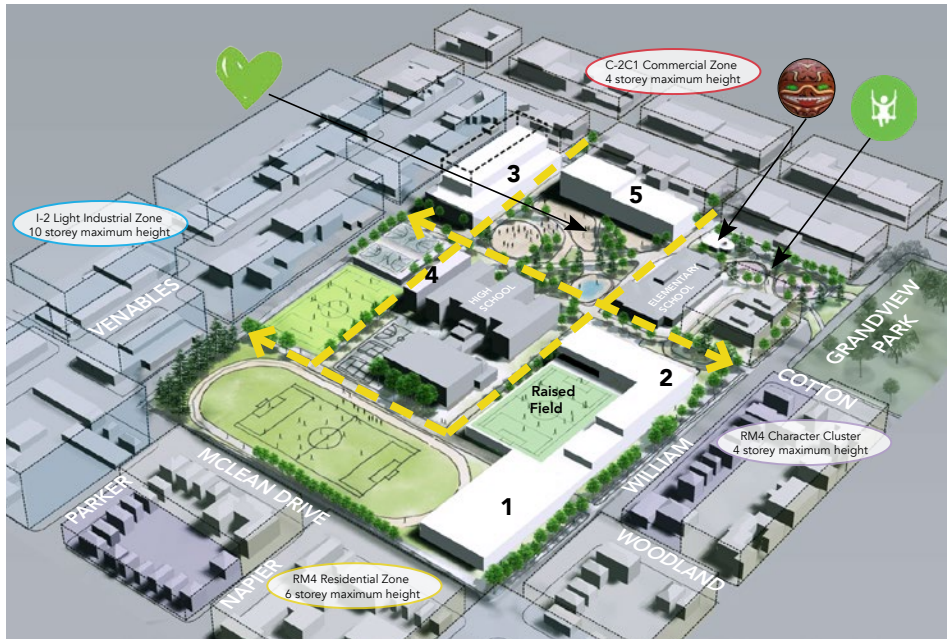 C-2C1 Commercial Zone
4 storey maximum height
3
5
I-2 Light Industrial Zone
10 storey maximum height
4
HIGH
SCHOOL
ELEMENTARY
SCHOOL
VENABLES
GRANDVIEW
PARK
2
COTTON
Raised
Field
RM4 Character Cluster
4 storey maximum height
WILLIAM
MCLEAN DRIVE
PARKER
1
WOODLAND
NAPIER
RM4 Residential Zone
6 storey maximum height